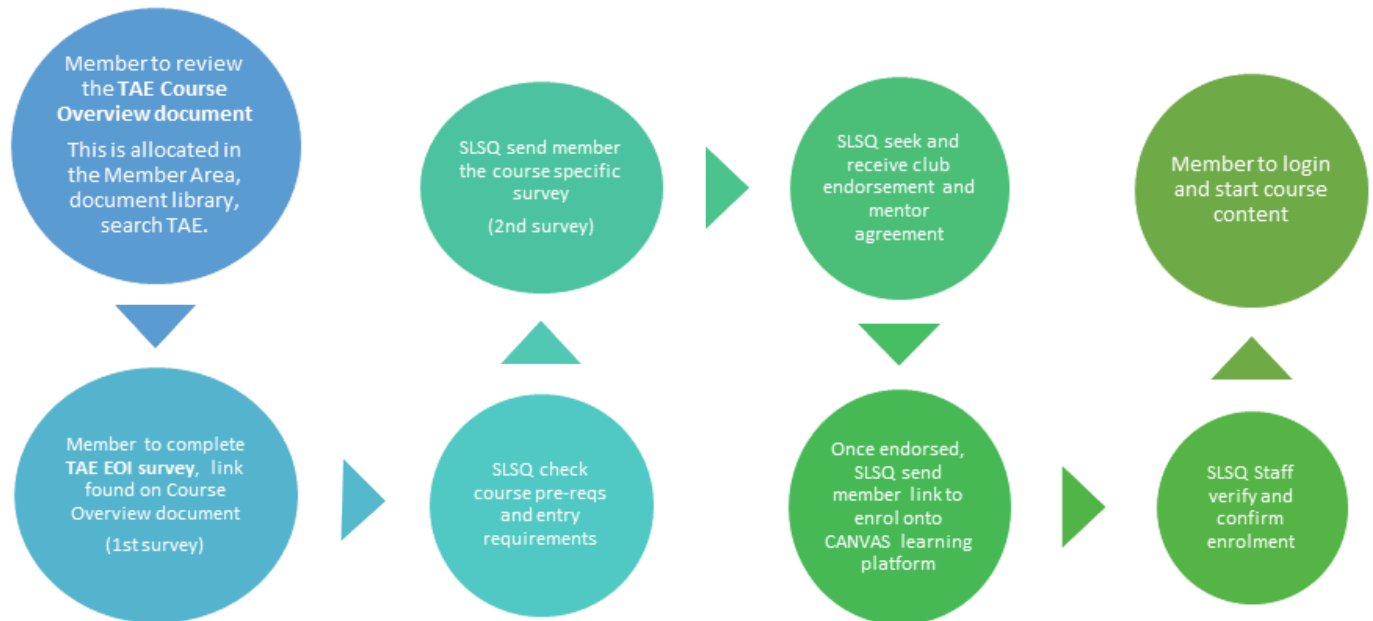 Member to review
the TAE Course
Overview document
This is allocated in
the Member Area,
document library,
search TAE.
Member to complete
TAE EOI survey, link
found on Course
Overview document
(1st survey)
SLSQ check
course pre-reqs
and entry
requirements
SLSQ send member
the course specific
survey
(2nd survey)
SLSQ seek and
receive club
endorsement and
mentor
agreement
Once endorsed,
SLSQ send
member link to
enrol onto
CANVAS learning
platform
SLSQ Staff
verify and
confirm
enrolment
Member to login
and start course
content